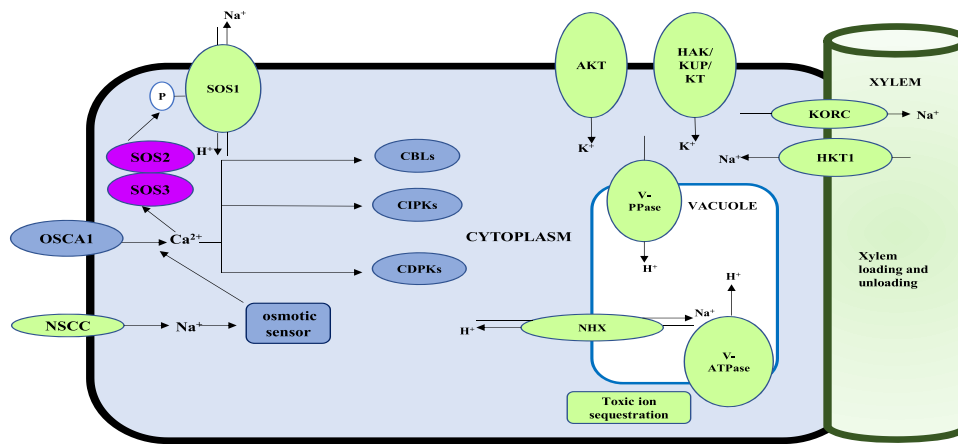 Na⁺
SOS1
P
H⁺
SOS2
SOS3
OSCA1
Ca²⁺
CBLs
CIPKs
CDPKs
NSCC
Na⁺
osmotic
sensor
CYTOPLASM
AKT
K⁺
HAK/
KUP/
KT
K⁺
V-
PPase
H⁺
VACUOLE
H⁺
NHX
Na⁺
H⁺
V-
ATPase
Toxic ion
sequestration
XYLEM
KORC
Na⁺
Na⁺
HKT1
Xylem
loading and
unloading